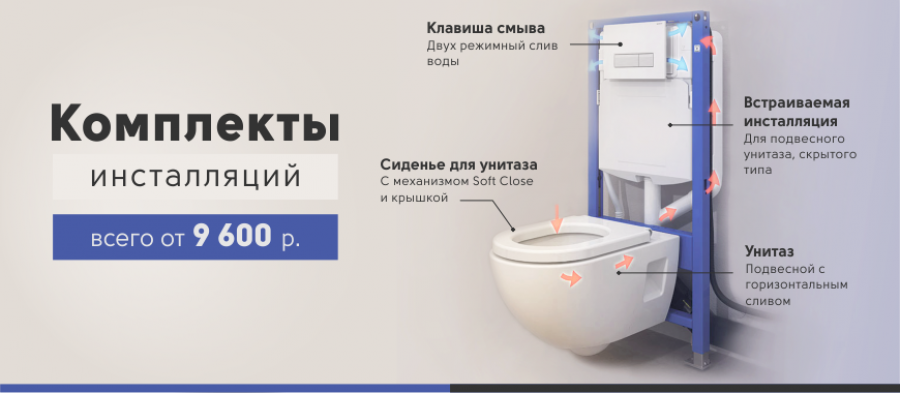 Комплекты
инсталляций
всего от 9 600 р.
Клавиша смыва
Двух режимный слив
воды
Сиденье для унитаза
С механизмом Soft Close
и крышкой
Встраиваемая
инсталляция
Для подвесного
унитаза, скрытого
типа
Унитаз
Подвесной с
горизонтальным
сливом